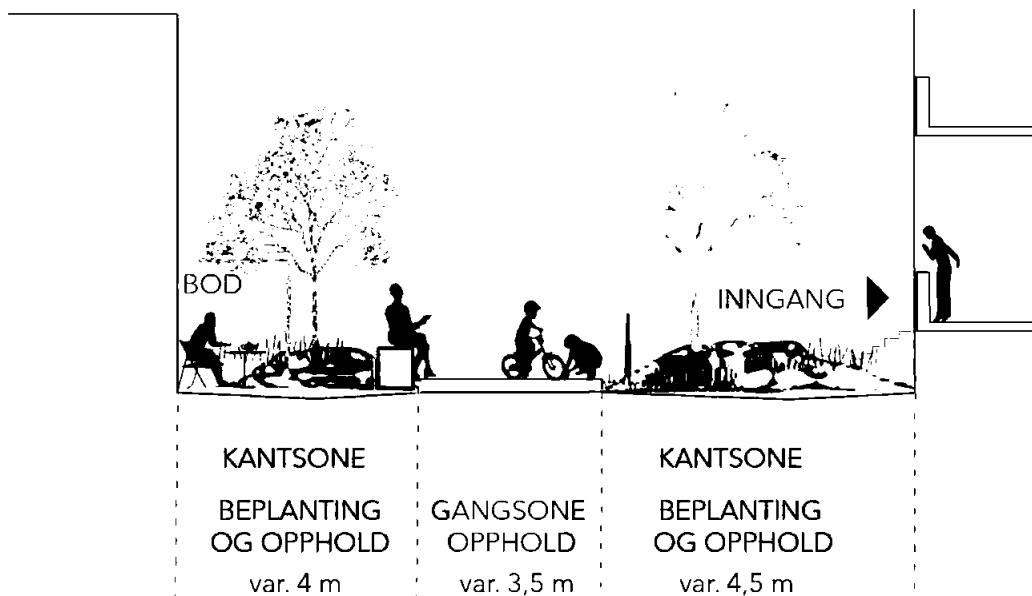 BOD
INNGANG
KANTSONE
BEPLANTING
OG OPPHOLD
var. 4 m
GANGSONE
OPPHOLD
var. 3,5 m
KANTSONE
BEPLANTING
OG OPPHOLD
var. 4,5 m